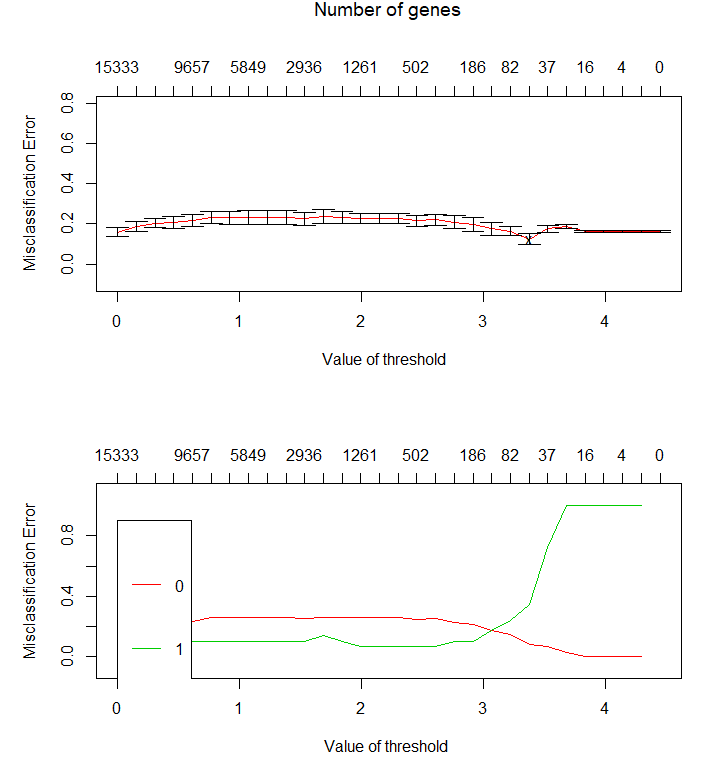 Number of genes
15333 9657 5849 2936 1261 502 186 82 37 16 4 0
Misclassification Error
0.8
0.6
0.4
0.2
0.0
0 1 2 3 4
Value of threshold
15333 9657 5849 2936 1261 502 186 82 37 16 4 0
Misclassification Error
0.8
0.4
0.0
0
1
0 1 2 3 4
Value of threshold